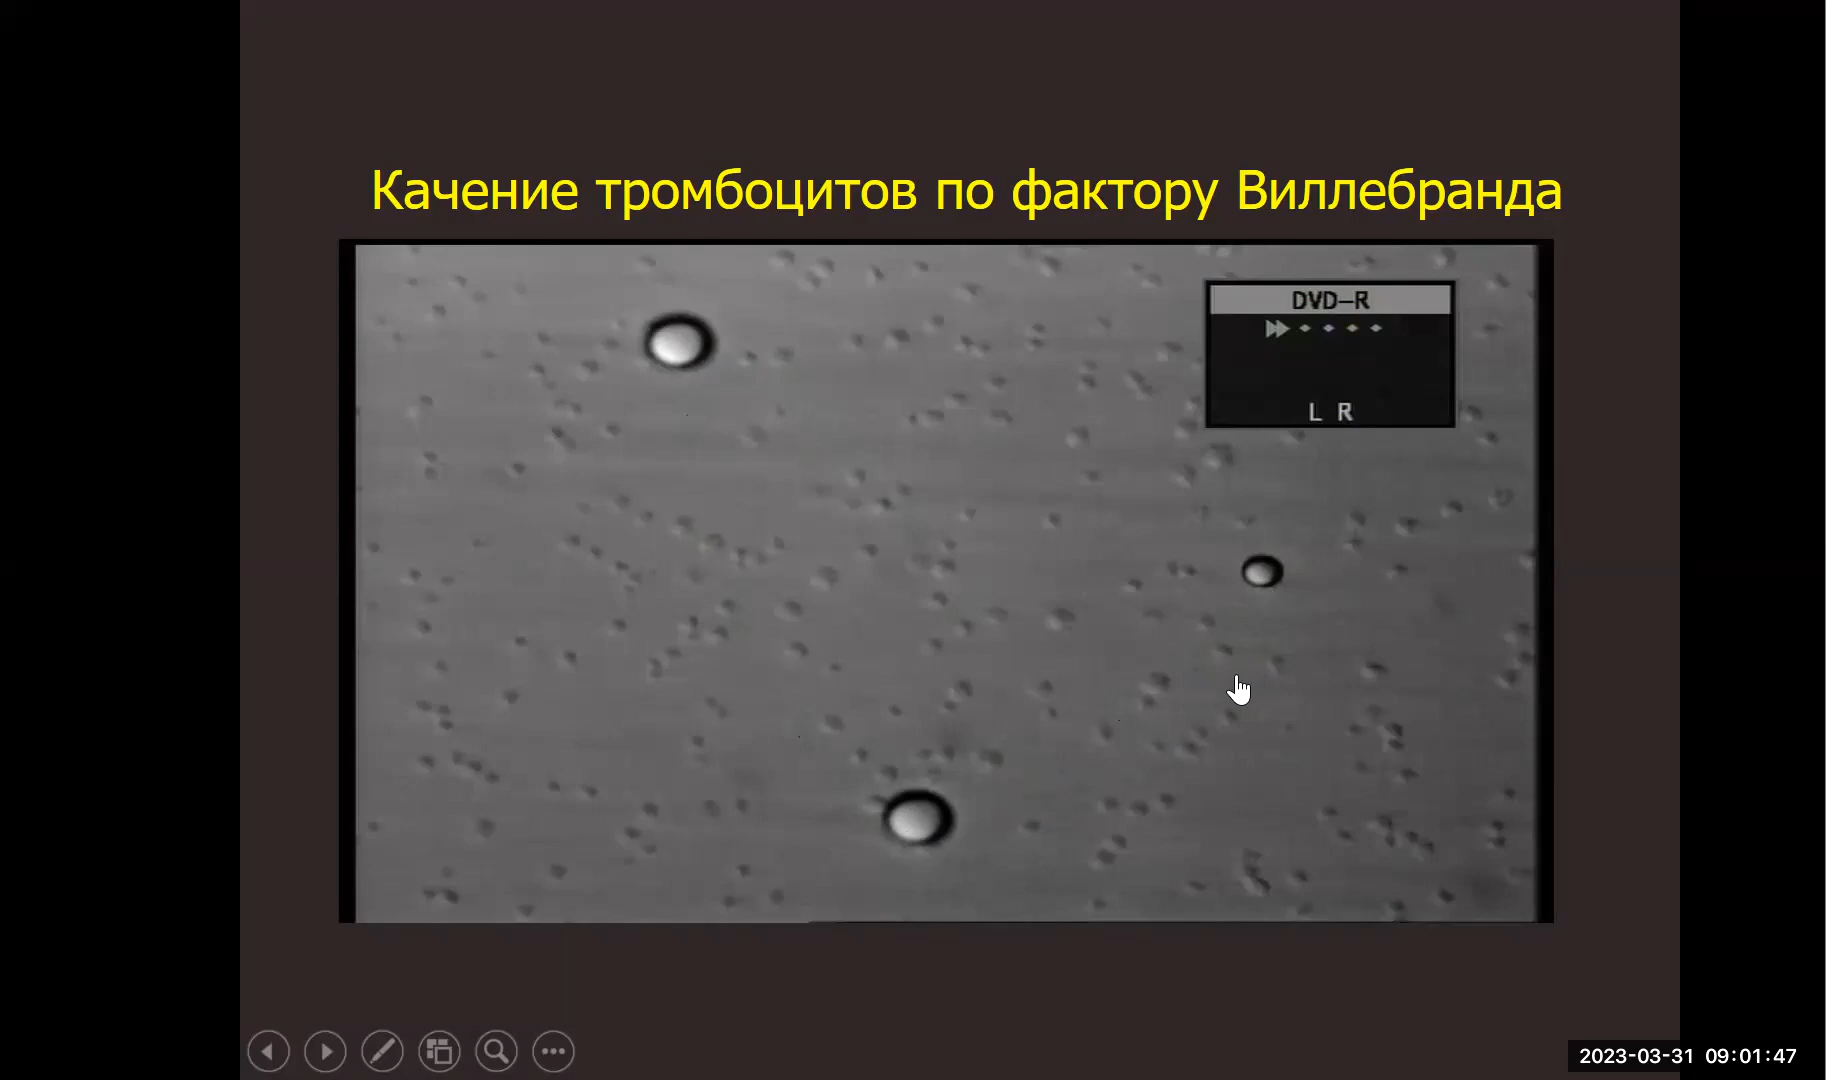 Качение тромбоцитов по фактору Виллебранда
DVD–R
L R
2023-03-31 09:01:47